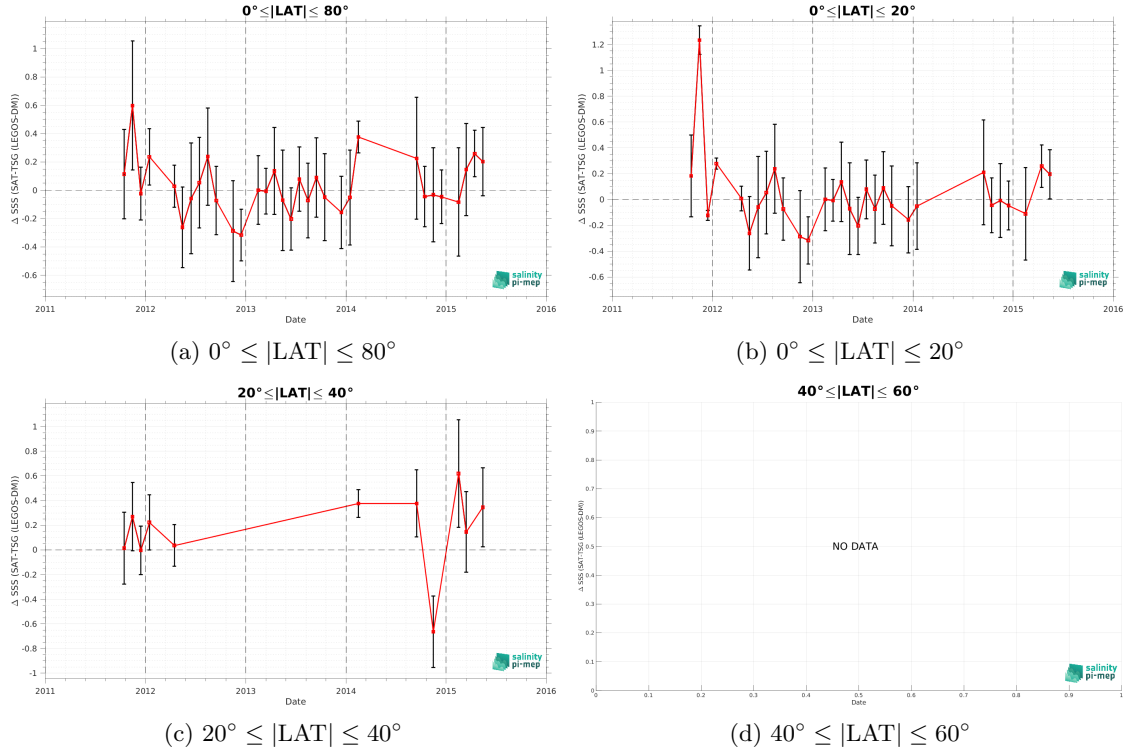 0°≤|LAT|≤ 80°
Δ SSS (SAT-TSG (LEGOS-DM))
1
0.8
0.6
0.4
0.2
0
-0.2
-0.4
-0.6
2011 2012 2013 2014 2015 2016
Date
salinity
pi-mep
(a) 0° ≤ |LAT| ≤ 80°
0°≤|LAT|≤ 20°
Δ SSS (SAT-TSG (LEGOS-DM))
1.2
1
0.8
0.6
0.4
0.2
0
-0.2
-0.4
-0.6
2011 2012 2013 2014 2015 2016
Date
salinity
pi-mep
(b) 0° ≤ |LAT| ≤ 20°
20°≤|LAT|≤ 40°
Δ SSS (SAT-TSG (LEGOS-DM))
1
0.8
0.6
0.4
0.2
0
-0.2
-0.4
-0.6
-0.8
-1
2011 2012 2013 2014 2015 2016
Date
salinity
pi-mep
(c) 20° ≤ |LAT| ≤ 40°
40°≤|LAT|≤ 60°
Δ SSS (SAT-TSG (LEGOS-DM))
1
0.9
0.8
0.7
0.6
0.5
0.4
0.3
0.2
0.1
0
NO DATA
0 0.1 0.2 0.3 0.4 0.5 0.6 0.7 0.8 0.9 1
Date
salinity
pi-mep
(d) 40° ≤ |LAT| ≤ 60°